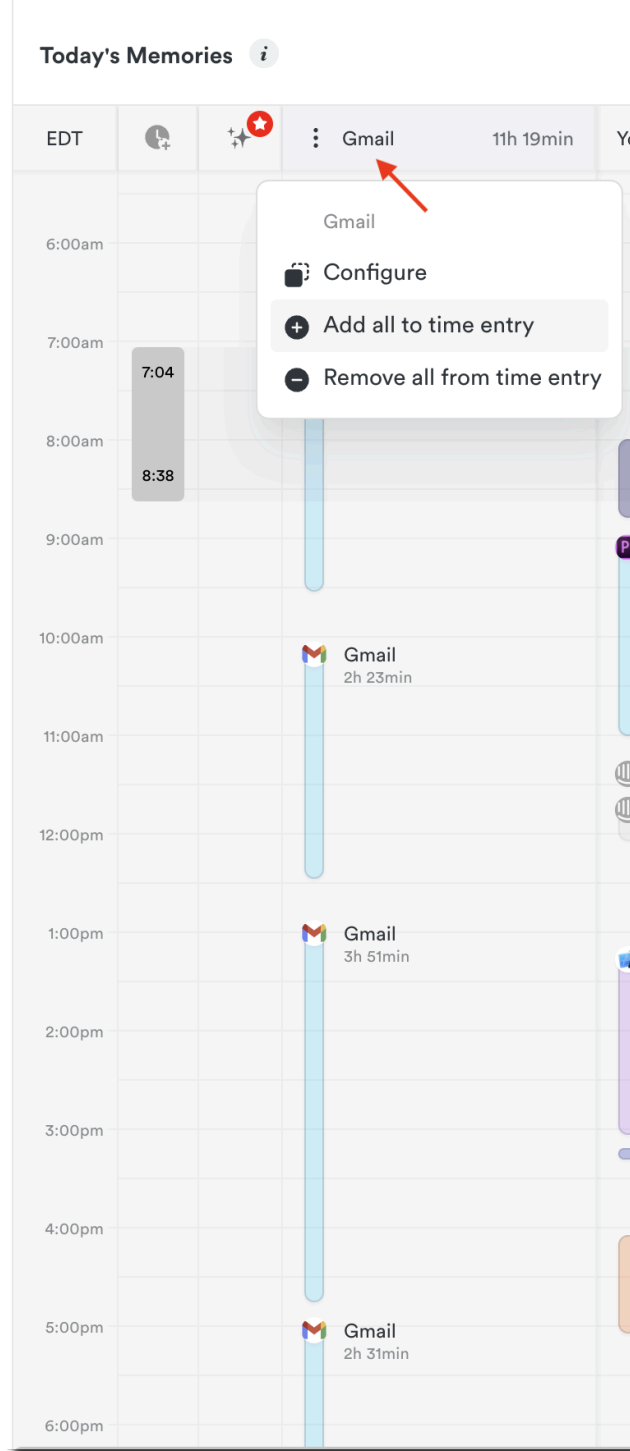 Today's Memories i
EDT
Gmail 11h 19min
Gmail
Configure
Add all to time entry
Remove all from time entry
6:00am
7:00am
7:04
8:00am
8:38
9:00am
P
10:00am
Gmail
2h 23min
11:00am
12:00pm
1:00pm
Gmail
3h 51min
2:00pm
3:00pm
4:00pm
5:00pm
Gmail
2h 31min
6:00pm